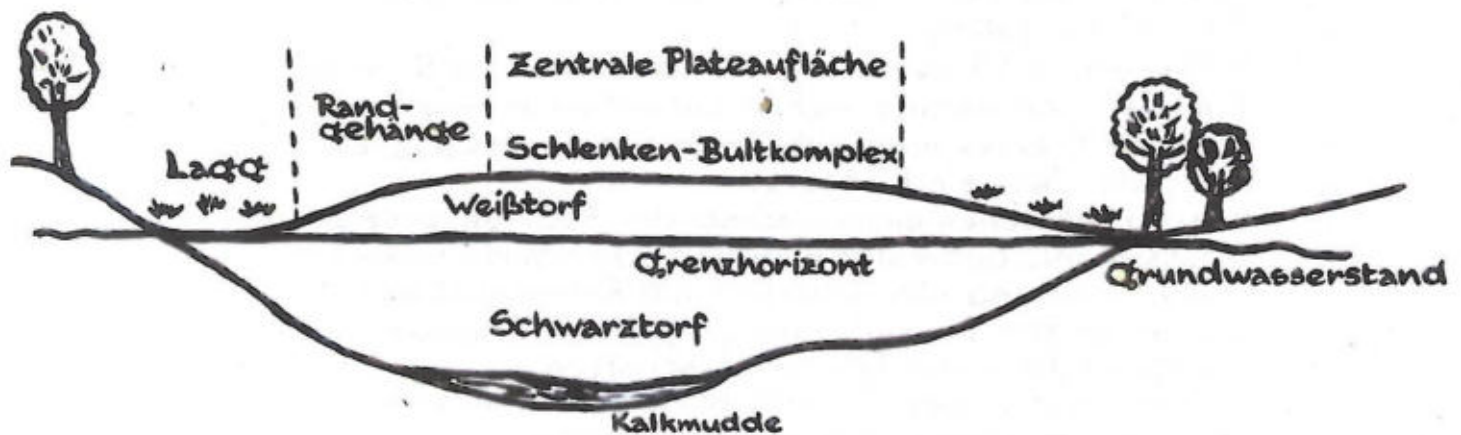 Zentrale Plateaufläche
Rand-
gehänge
Schlenken-Bultkomplex
Lagg
Weißtorf
Grenzhorizont
Grundwasserstand
Schwarztorf
Kalkmudde